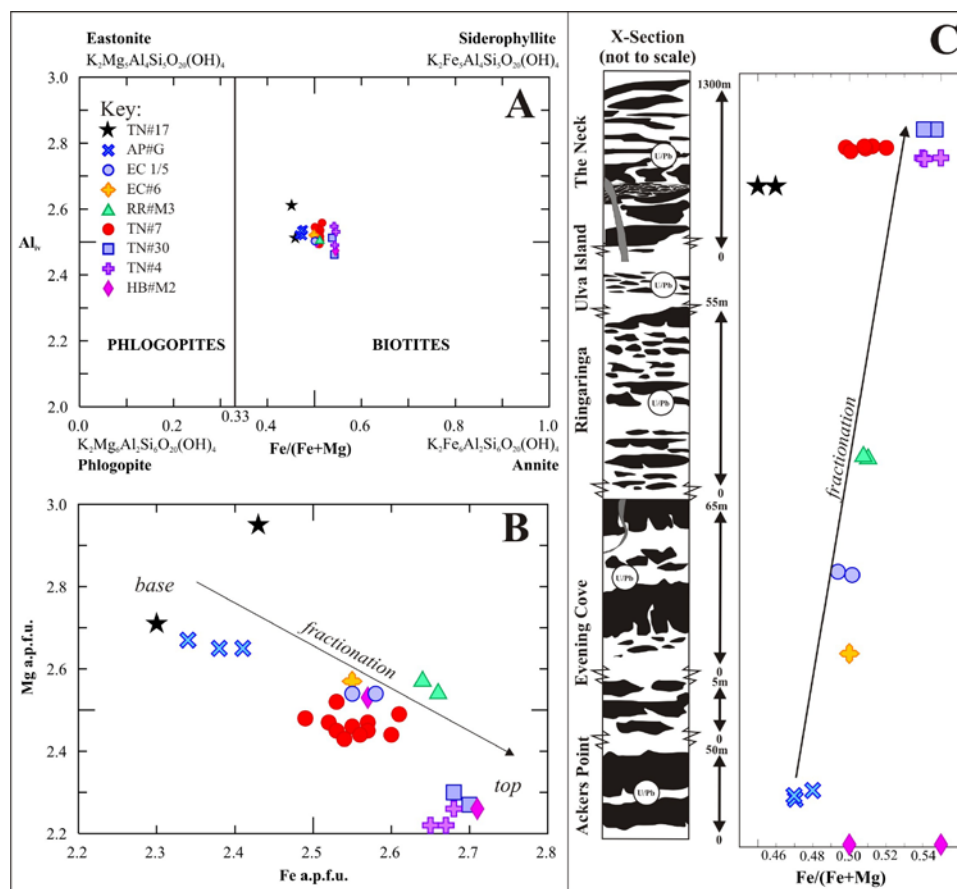 Eastonite
K₂Mg₅Al₄Si₅O₂₀(OH)₄
Siderophyllite
K₂Fe₅Al₄Si₅O₂₀(OH)₄
A
3.0
2.8
2.6
2.4
2.2
2.0
Al_iv
Key:
TN#17
AP#G
EC 1/5
EC#6
RR#M3
TN#7
TN#30
TN#4
HB#M2
PHLOGOPITES
BIOTITES
0.0
0.2
0.33
0.4
0.6
0.8
1.0
K₂Mg₆Al₂Si₆O₂₀(OH)₄
Phlogopite
Fe/(Fe+Mg)
K₂Fe₆Al₂Si₆O₂₀(OH)₄
Annite
B
3.0
2.8
2.6
2.4
2.2
Mg a.p.f.u.
base
fractionation
top
2.2
2.3
2.4
2.5
2.6
2.7
2.8
Fe a.p.f.u.
X-Section
(not to scale)
C
The Neck
Ulva Island
Ringaringa
Evening Cove
Ackers Point
U/Pb
U/Pb
U/Pb
U/Pb
U/Pb
1300m
0
55m
0
65m
0
5m
0
50m
0
fractionation
0.46
0.48
0.50
0.52
0.54
Fe/(Fe+Mg)